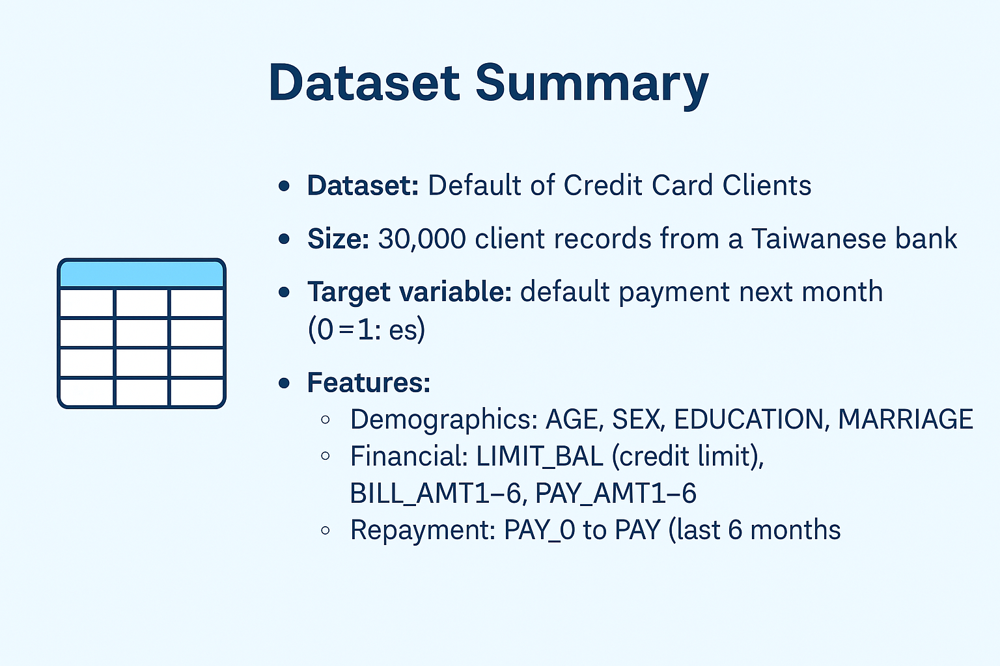 Dataset Summary
• Dataset: Default of Credit Card Clients
• Size: 30,000 client records from a Taiwanese bank
• Target variable: default payment next month
(0 = 1: es)
• Features:
◦ Demographics: AGE, SEX, EDUCATION, MARRIAGE
◦ Financial: LIMIT_BAL (credit limit),
BILL_AMT1–6, PAY_AMT1–6
◦ Repayment: PAY_0 to PAY (last 6 months